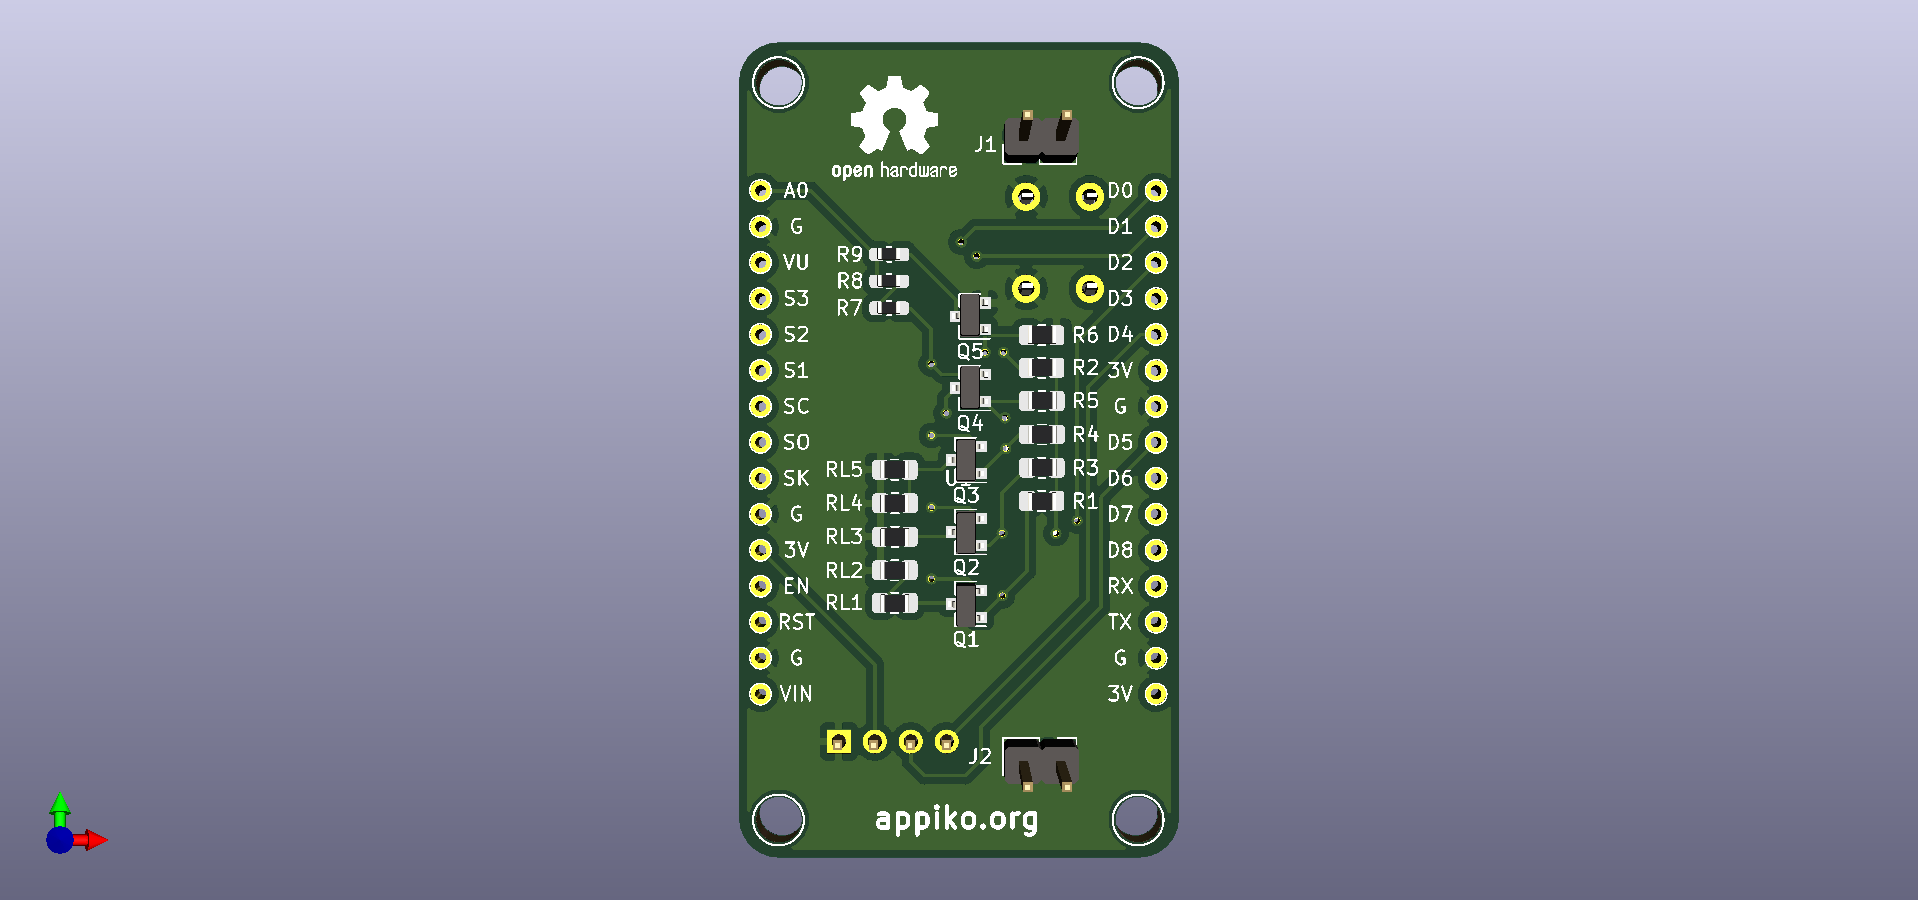 open hardware
J1
A0
G
VU
S3
S2
S1
SC
SO
SK
G
3V
EN
RST
G
VIN
R9
R8
R7
Q5
Q4
Q3
Q2
Q1
RL5
RL4
RL3
RL2
RL1
R6
R2
R5
R4
R3
R1
D0
D1
D2
D3
D4
3V
G
D5
D6
D7
D8
RX
TX
G
3V
J2
appiko.org